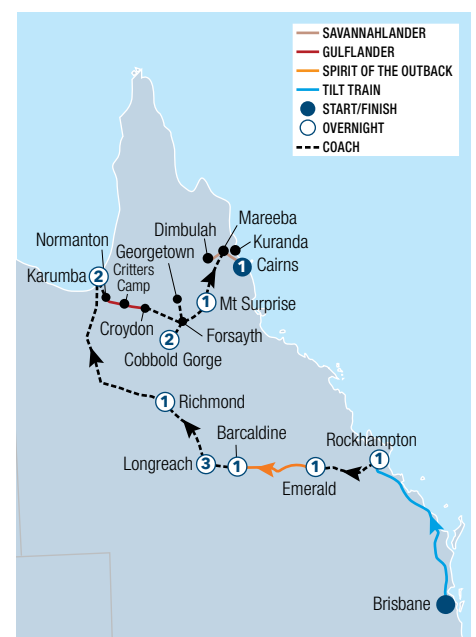 SAVANNAHLANDER
GULFLANDER
SPIRIT OF THE OUTBACK
TILT TRAIN
START/FINISH
OVERNIGHT
COACH
Mareeba
Dimbulah
Kuranda
Normanton
Georgetown
1 Cairns
Karumba 2
Critters
Camp
1 Mt Surprise
Croydon
Forsayth
2
Cobbold Gorge
1 Richmond
Barcaldine
Rockhampton
1
Longreach 3
1
1
Emerald
Brisbane